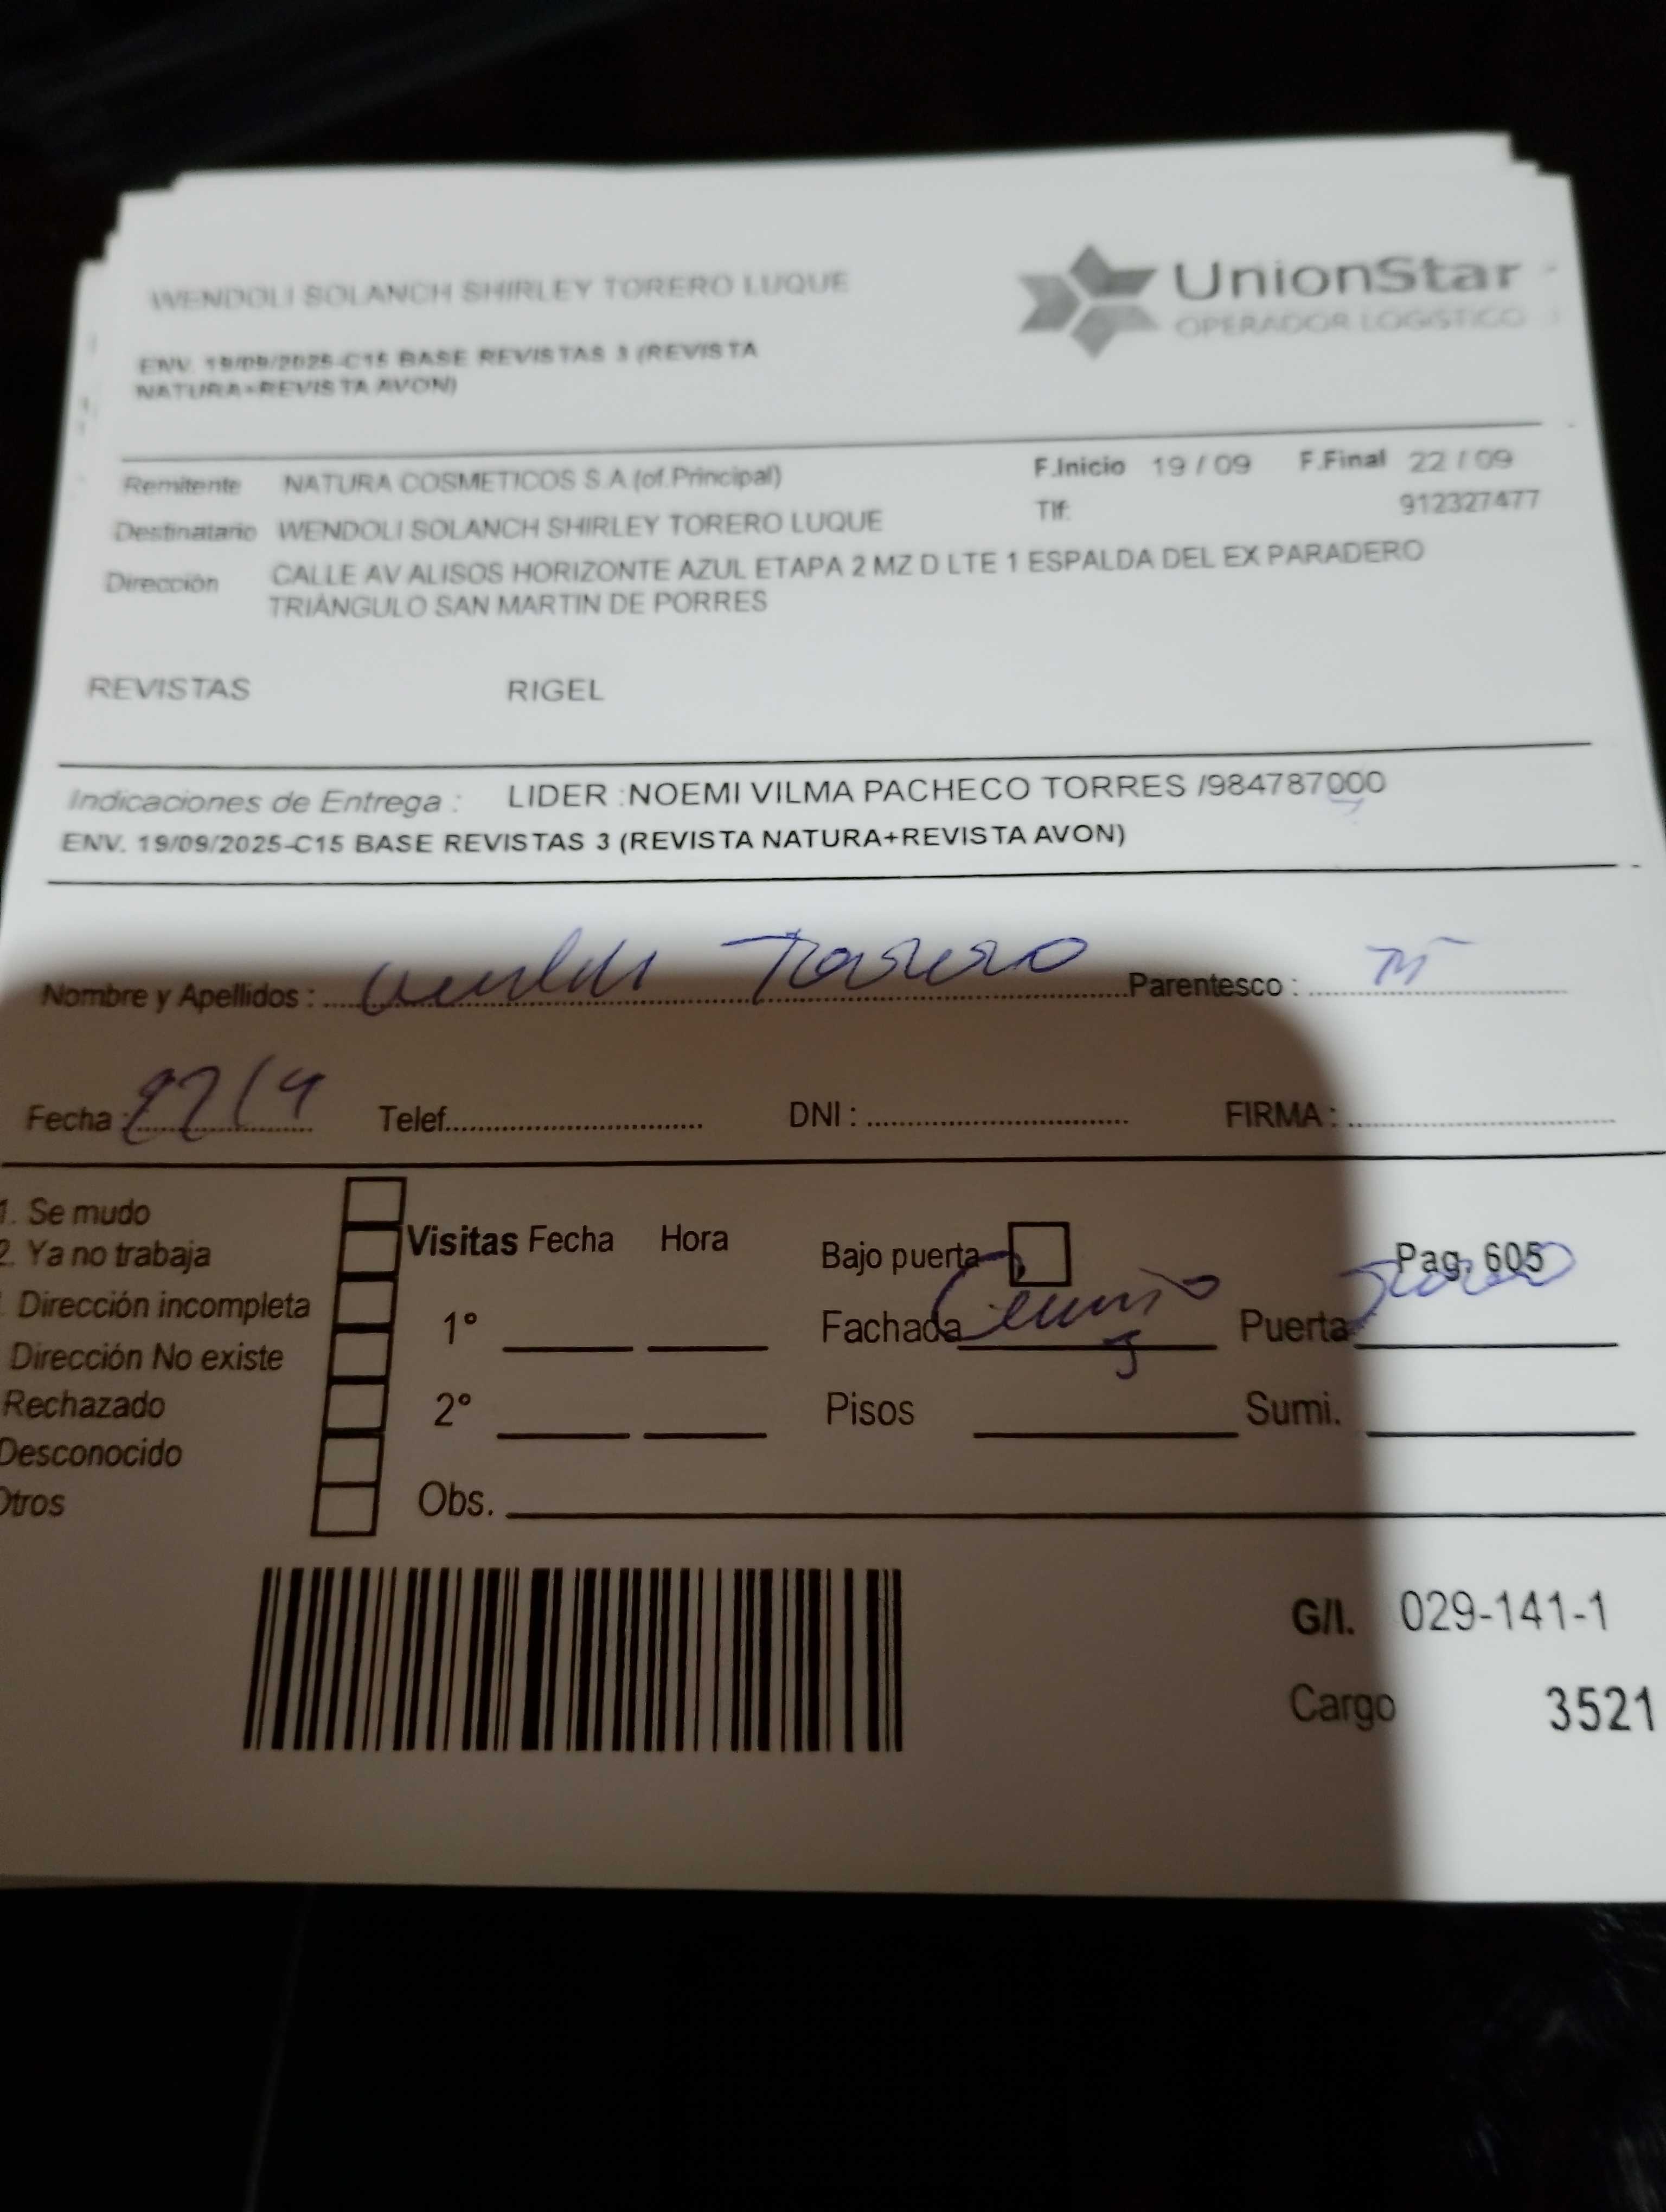 WENDOLI SOLANCH SHIRLEY TORERO LUQUE
UnionStar
OPERADOR LOGISTICO
ENV. 19/09/2025-C15 BASE REVISTAS 3 (REVISTA
NATURA+REVISTA AVON)
Remitente NATURA COSMETICOS S.A (of.Principal) F.Inicio 19 / 09 F.Final 22 / 09
Destinatario WENDOLI SOLANCH SHIRLEY TORERO LUQUE Tlf: 912327477
Dirección CALLE AV ALISOS HORIZONTE AZUL ETAPA 2 MZ D LTE 1 ESPALDA DEL EX PARADERO
TRIÁNGULO SAN MARTIN DE PORRES
REVISTAS RIGEL
Indicaciones de Entrega : LIDER :NOEMI VILMA PACHECO TORRES /984787000
ENV. 19/09/2025-C15 BASE REVISTAS 3 (REVISTA NATURA+REVISTA AVON)
Nombre y Apellidos : Torero Parentesco :
Fecha : 22/9 Telef. DNI : FIRMA :
1. Se mudo
2. Ya no trabaja
Dirección incompleta
Dirección No existe
Rechazado
Desconocido
Otros
Visitas Fecha Hora
1°
2°
Obs.
Bajo puerta Pag. 605
Fachada Puerta
Pisos Sumi.
G/I. 029-141-1
Cargo 3521